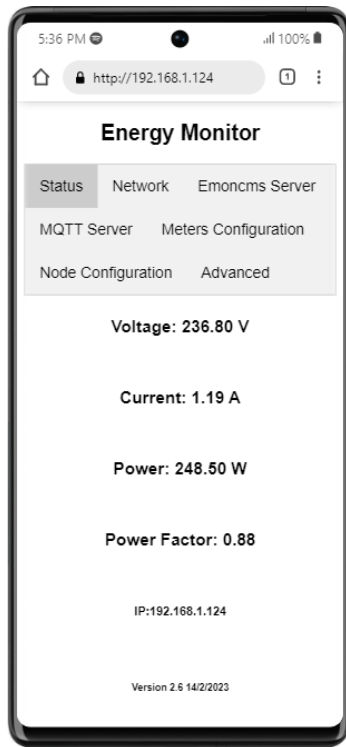 5:36 PM 100%
http://192.168.1.124 1
Energy Monitor
Status Network Emoncms Server
MQTT Server Meters Configuration
Node Configuration Advanced
Voltage: 236.80 V
Current: 1.19 A
Power: 248.50 W
Power Factor: 0.88
IP:192.168.1.124
Version 2.6 14/2/2023